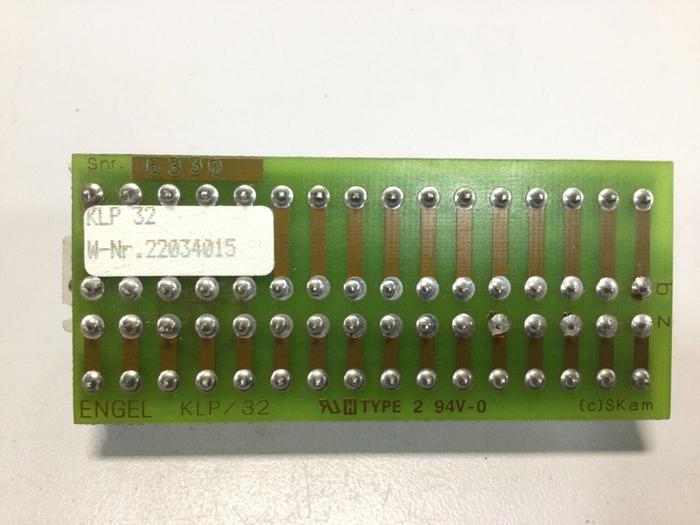 Snr. 6330
KLP 32
W-Nr.22034015
b
z
ENGEL KLP/32 TYPE 2 94V-0 (c)SKam